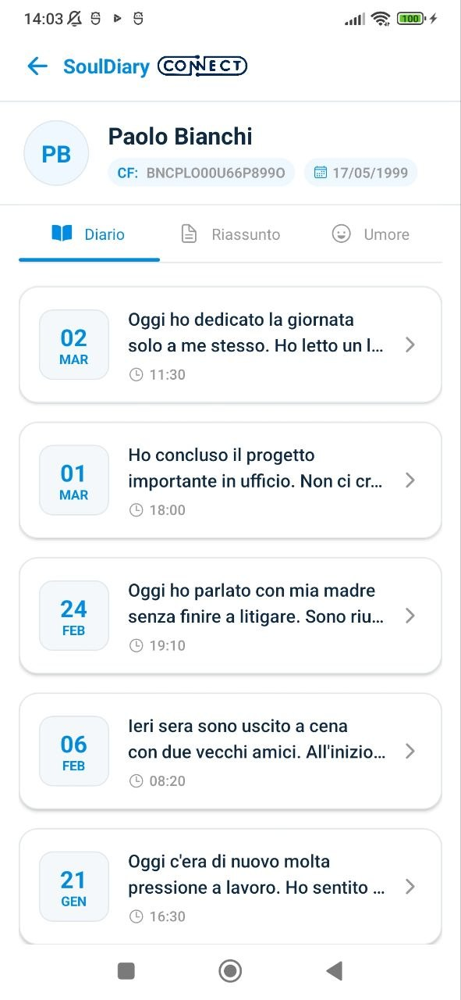 14:03
100
SoulDiary CONNECT
Paolo Bianchi
PB
CF: BNCPLO00U66P899O 17/05/1999
Diario Riassunto Umore
Oggi ho dedicato la giornata
solo a me stesso. Ho letto un l...
02
MAR
11:30
Ho concluso il progetto
importante in ufficio. Non ci cr...
01
MAR
18:00
Oggi ho parlato con mia madre
senza finire a litigare. Sono riu...
24
FEB
19:10
Ieri sera sono uscito a cena
con due vecchi amici. All'inizio...
06
FEB
08:20
Oggi c'era di nuovo molta
pressione a lavoro. Ho sentito ...
21
GEN
16:30